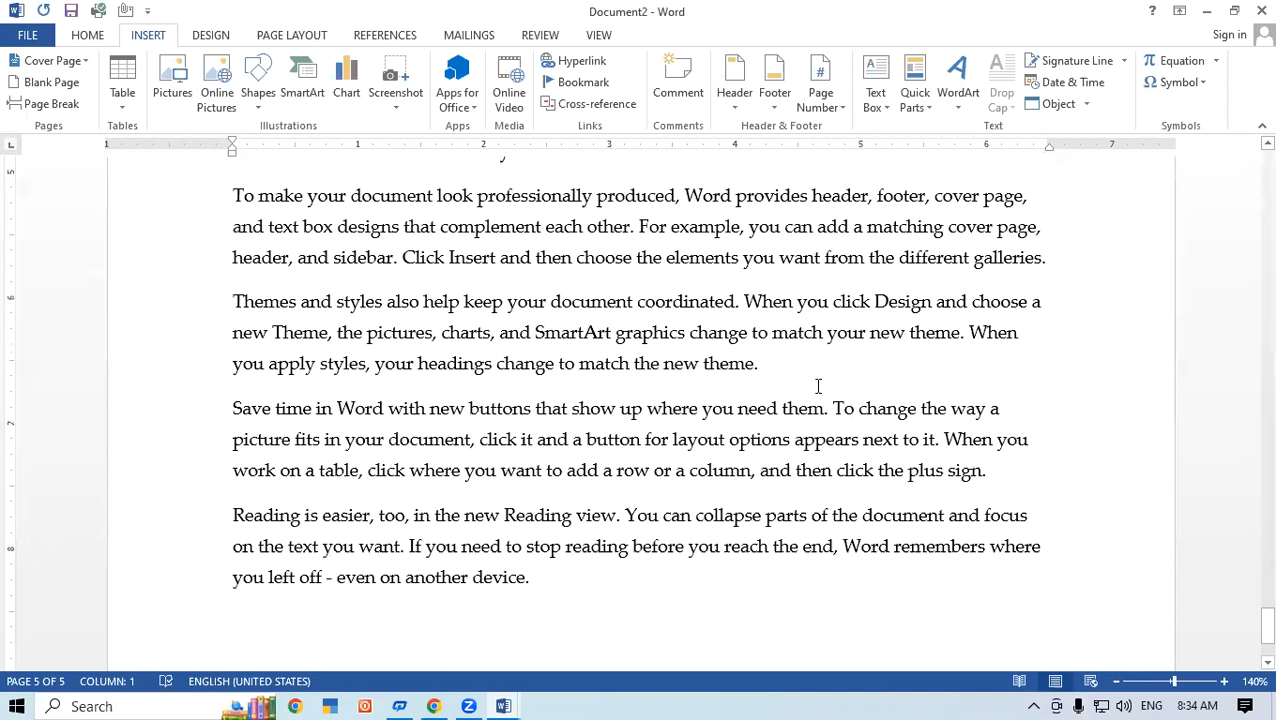 Document2 - Word
FILE HOME INSERT DESIGN PAGE LAYOUT REFERENCES MAILINGS REVIEW VIEW Sign in
Cover Page
Blank Page
Page Break
Pages
Table
Tables
Pictures
Online Pictures
Shapes
SmartArt
Chart
Screenshot
Illustrations
Apps for Office
Apps
Online Video
Media
Hyperlink
Bookmark
Cross-reference
Links
Comment
Comments
Header
Footer
Page Number
Header & Footer
Text Box
Quick Parts
WordArt
Drop Cap
Signature Line
Date & Time
Object
Text
Equation
Symbol
Symbols
1 1 2 3 4 5 6 7
5
6
7
8
To make your document look professionally produced, Word provides header, footer, cover page,
and text box designs that complement each other. For example, you can add a matching cover page,
header, and sidebar. Click Insert and then choose the elements you want from the different galleries.
Themes and styles also help keep your document coordinated. When you click Design and choose a
new Theme, the pictures, charts, and SmartArt graphics change to match your new theme. When
you apply styles, your headings change to match the new theme.
Save time in Word with new buttons that show up where you need them. To change the way a
picture fits in your document, click it and a button for layout options appears next to it. When you
work on a table, click where you want to add a row or a column, and then click the plus sign.
Reading is easier, too, in the new Reading view. You can collapse parts of the document and focus
on the text you want. If you need to stop reading before you reach the end, Word remembers where
you left off - even on another device.
PAGE 5 OF 5 COLUMN: 1 ENGLISH (UNITED STATES) 140%
Search ENG 8:34 AM